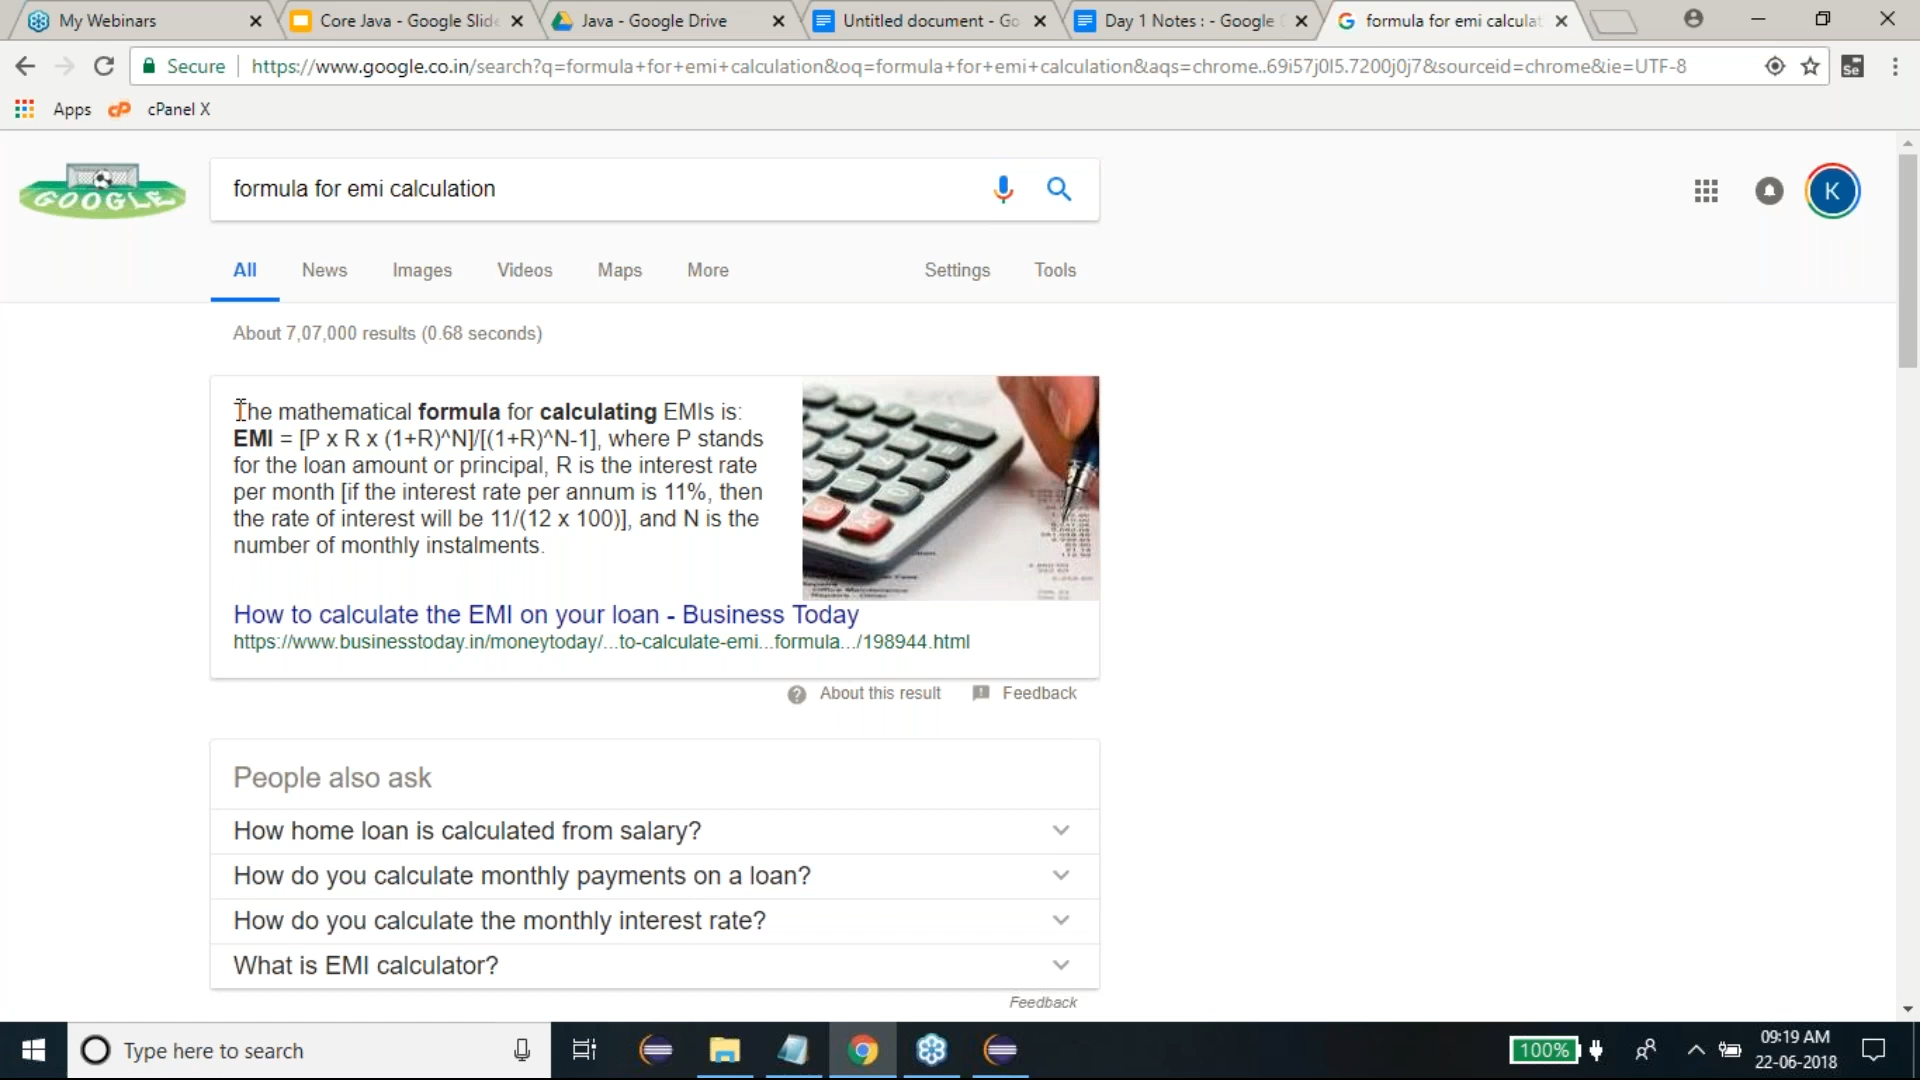 My Webinars
Core Java - Google Slide
Java - Google Drive
Untitled document - Go
Day 1 Notes : - Google D
formula for emi calculat
Secure
https://www.google.co.in/search?q=formula+for+emi+calculation&oq=formula+for+emi+calculation&aqs=chrome..69i57j0l5.7200j0j7&sourceid=chrome&ie=UTF-8
Se
Apps
cP
cPanel X
GOOGLE
formula for emi calculation
K
All
News
Images
Videos
Maps
More
Settings
Tools
About 7,07,000 results (0.68 seconds)
The mathematical formula for calculating EMIs is:
EMI = [P x R x (1+R)^N]/[(1+R)^N-1], where P stands
for the loan amount or principal, R is the interest rate
per month [if the interest rate per annum is 11%, then
the rate of interest will be 11/(12 x 100)], and N is the
number of monthly instalments.
How to calculate the EMI on your loan - Business Today
https://www.businesstoday.in/moneytoday/...to-calculate-emi...formula.../198944.html
About this result
Feedback
People also ask
How home loan is calculated from salary?
How do you calculate monthly payments on a loan?
How do you calculate the monthly interest rate?
What is EMI calculator?
Feedback
Type here to search
100%
09:19 AM
22-06-2018